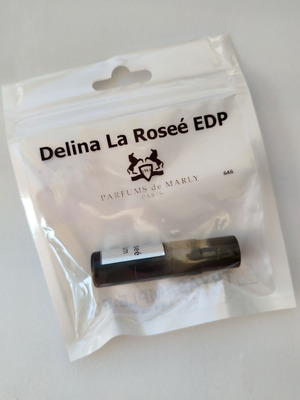 Delina La Roseé EDP
PARFUMS de MARLY
PARIS